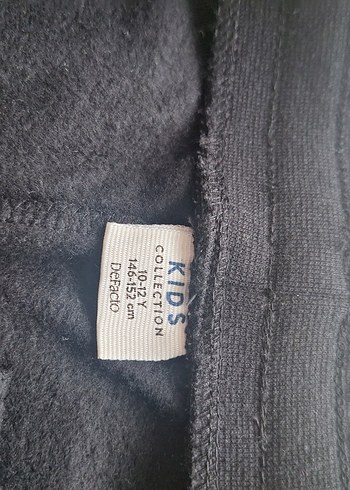 KIDS
COLLECTION
10-12 Y
146-152 cm
DeFacto